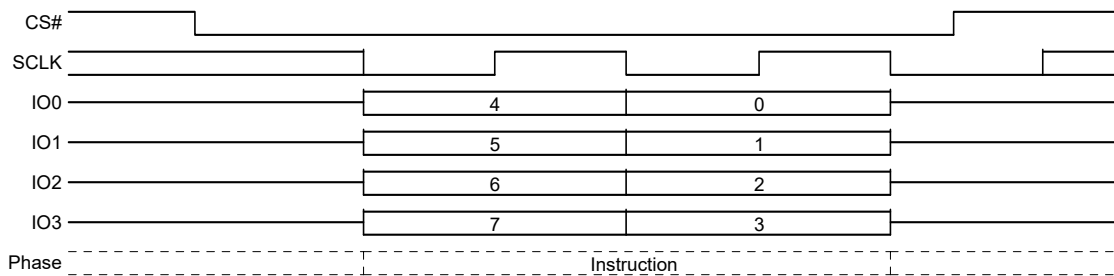 CS#
SCLK
IO0 4 0
IO1 5 1
IO2 6 2
IO3 7 3
Phase Instruction